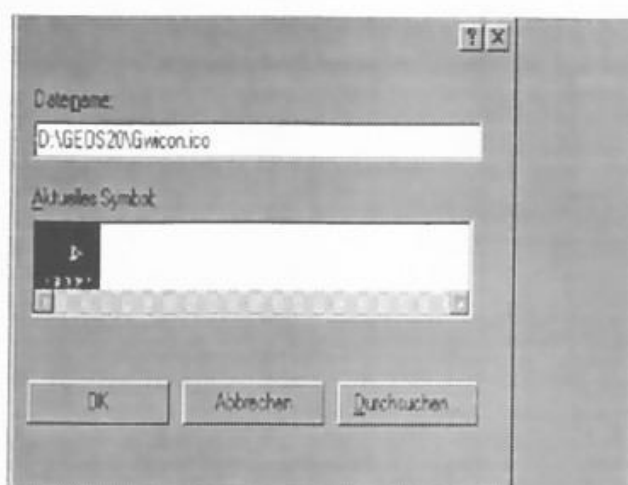 ? X
Dateiname:
D:\GEOS20\Gwicon.ico
Aktuelles Symbol:
OK
Abbrechen
Durchsuchen...